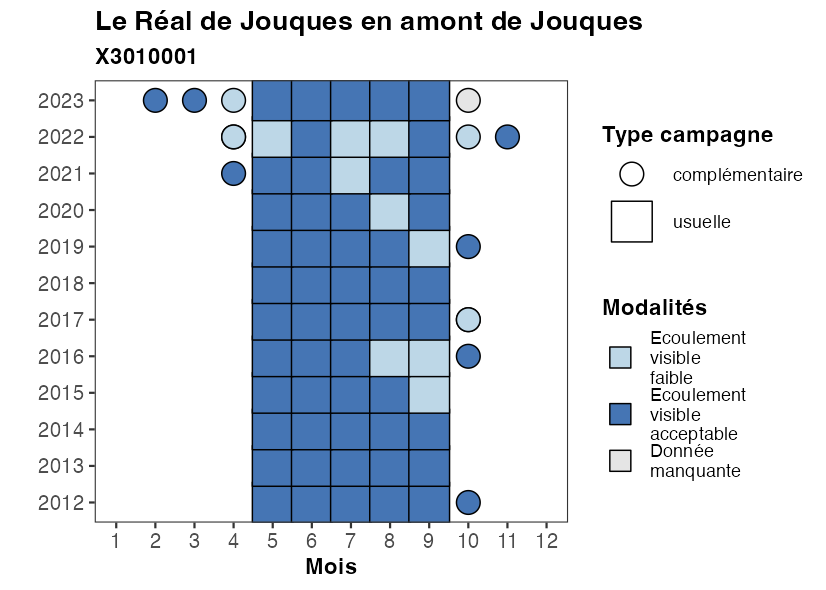 Le Réal de Jouques en amont de Jouques
X3010001
2023
2022
2021
2020
2019
2018
2017
2016
2015
2014
2013
2012
1 2 3 4 5 6 7 8 9 10 11 12
Mois
Type campagne
complémentaire
usuelle
Modalités
Ecoulement
visible
faible
Ecoulement
visible
acceptable
Donnée
manquante